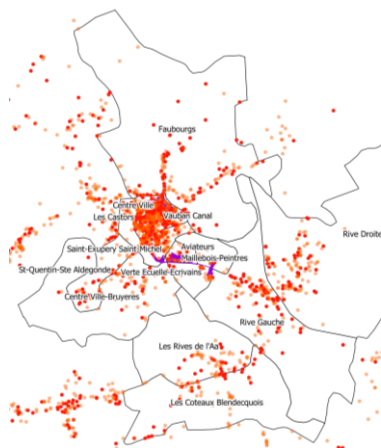 Faubourgs
Centre Ville
Les Castors
Vauban Canal
Rive Droite
Saint-Exupery Saint-Michel
Aviateurs
Maillebois-Peintres
St-Quentin-Ste Aldegonde
Verte Ecuelle-Ecrivains
Centre Ville-Bruyeres
Rive Gauche
Les Rives de l'Aa
Les Coteaux Blendecquois